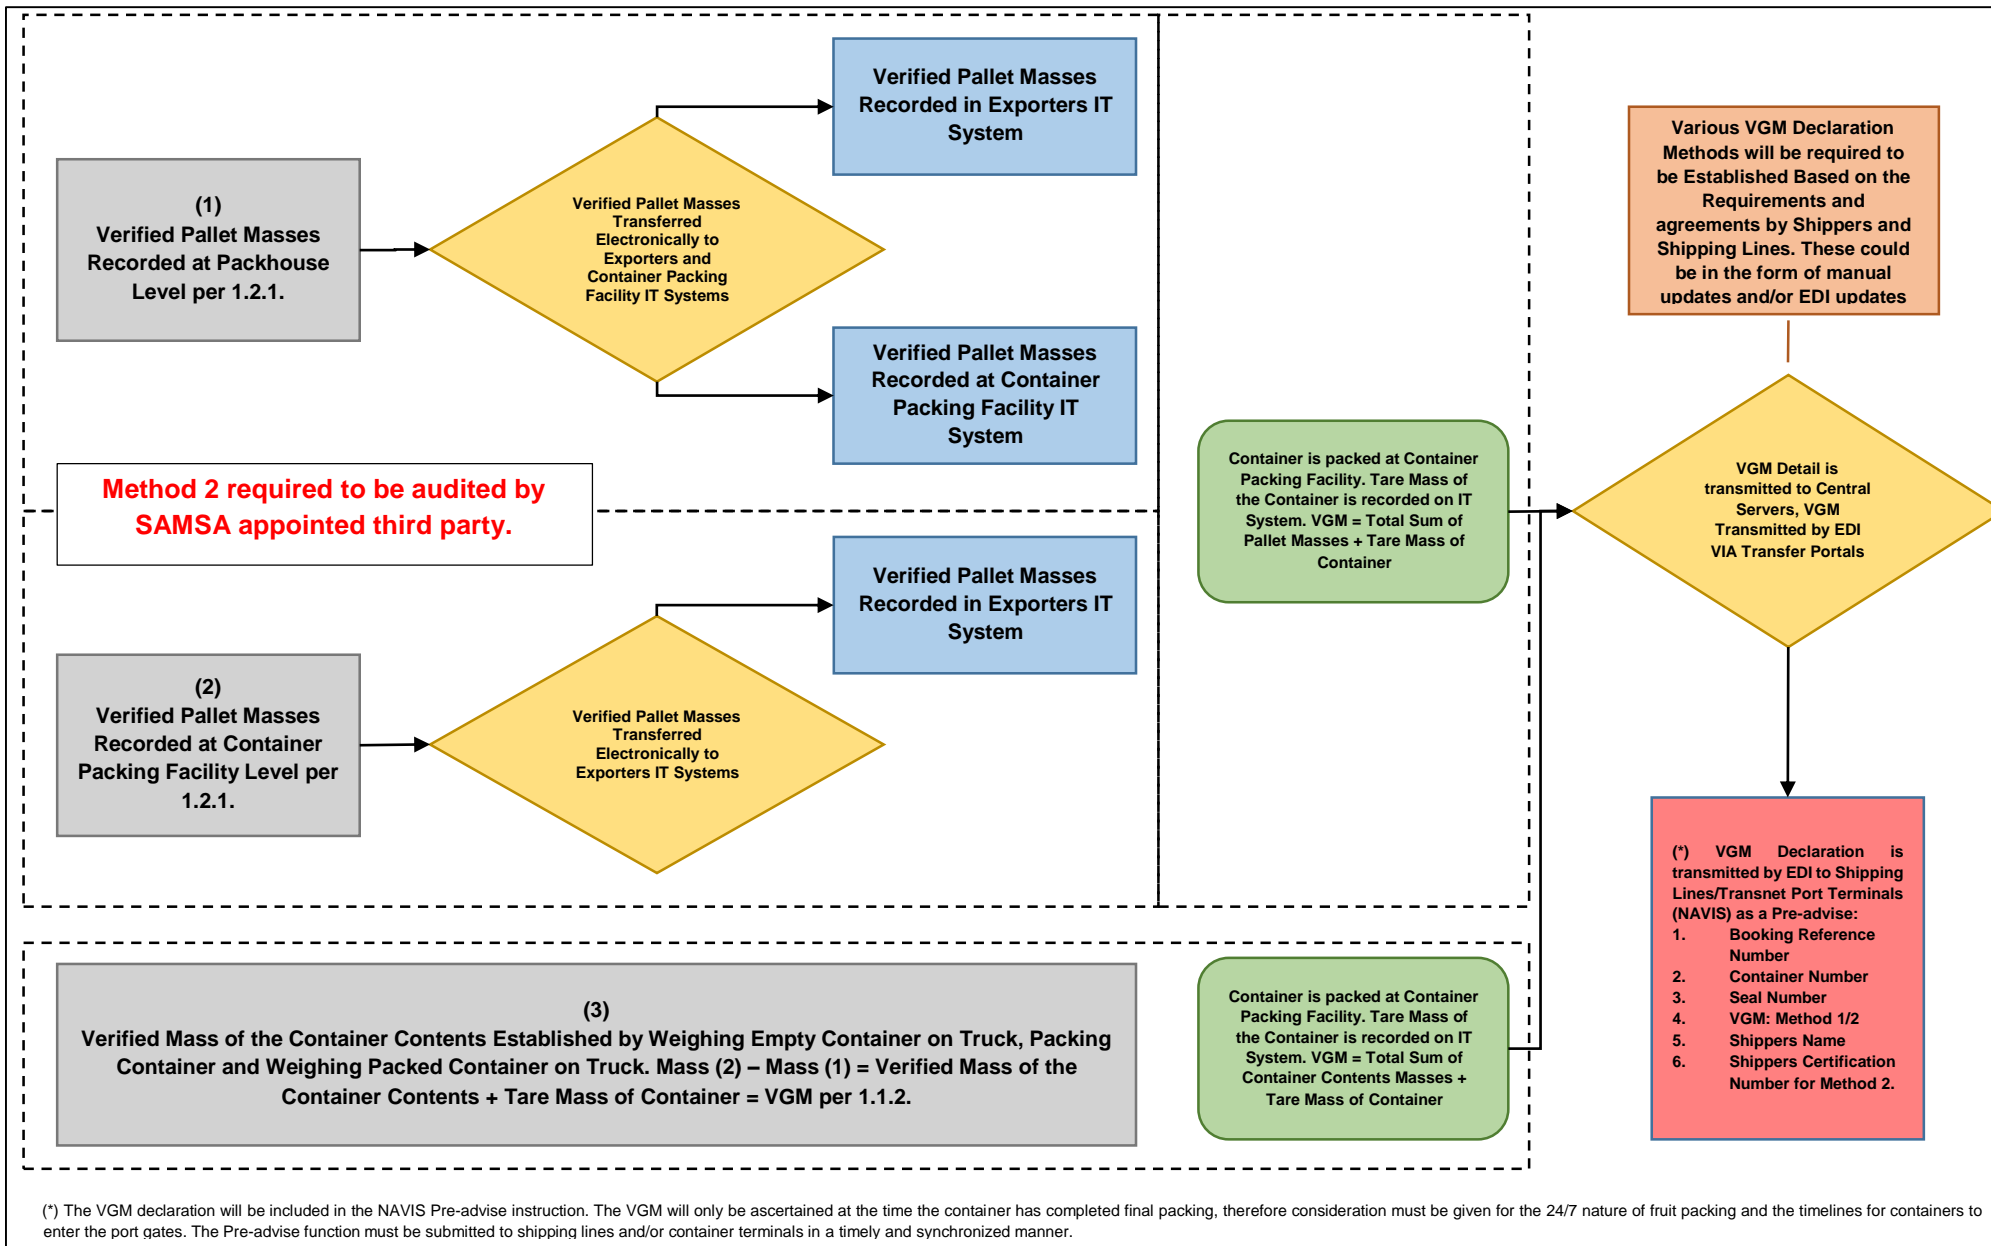 (1)
Verified Pallet Masses
Recorded at Packhouse
Level per 1.2.1.
Verified Pallet Masses
Transferred
Electronically to
Exporters and
Container Packing
Facility IT Systems
Verified Pallet Masses
Recorded in Exporters IT
System
Verified Pallet Masses
Recorded at Container
Packing Facility IT
System
Method 2 required to be audited by
SAMSA appointed third party.
(2)
Verified Pallet Masses
Recorded at Container
Packing Facility Level per
1.2.1.
Verified Pallet Masses
Transferred
Electronically to
Exporters IT Systems
Verified Pallet Masses
Recorded in Exporters IT
System
Container is packed at Container
Packing Facility. Tare Mass of
the Container is recorded on IT
System. VGM = Total Sum of
Pallet Masses + Tare Mass of
Container
(3)
Verified Mass of the Container Contents Established by Weighing Empty Container on Truck, Packing
Container and Weighing Packed Container on Truck. Mass (2) – Mass (1) = Verified Mass of the
Container Contents + Tare Mass of Container = VGM per 1.1.2.
Container is packed at Container
Packing Facility. Tare Mass of
the Container is recorded on IT
System. VGM = Total Sum of
Container Contents Masses +
Tare Mass of Container
Various VGM Declaration
Methods will be required to
be Established Based on the
Requirements and
agreements by Shippers and
Shipping Lines. These could
be in the form of manual
updates and/or EDI updates
VGM Detail is
transmitted to Central
Servers, VGM
Transmitted by EDI
VIA Transfer Portals
(*) VGM Declaration is
transmitted by EDI to Shipping
Lines/Transnet Port Terminals
(NAVIS) as a Pre-advise:
1. Booking Reference
Number
2. Container Number
3. Seal Number
4. VGM: Method 1/2
5. Shippers Name
6. Shippers Certification
Number for Method 2.
(*) The VGM declaration will be included in the NAVIS Pre-advise instruction. The VGM will only be ascertained at the time the container has completed final packing, therefore consideration must be given for the 24/7 nature of fruit packing and the timelines for containers to
enter the port gates. The Pre-advise function must be submitted to shipping lines and/or container terminals in a timely and synchronized manner.